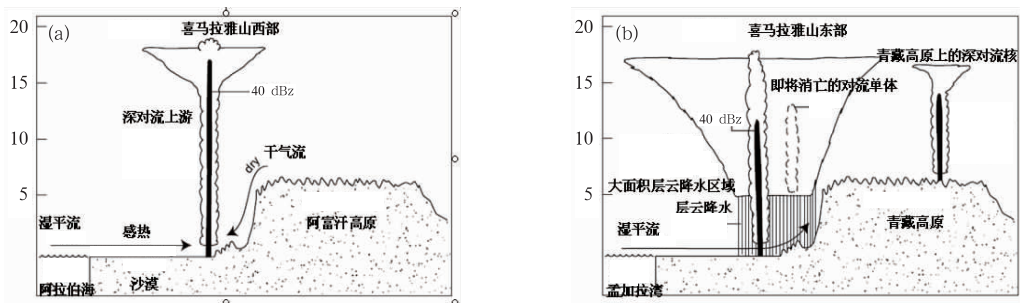 (a)
喜马拉雅山西部
20
15
10
5
深对流上游
40 dBz
干气流
dry
湿平流
感热
阿富汗高原
阿拉伯海
沙漠
(b)
喜马拉雅山东部
青藏高原上的深对流核
20
15
10
5
即将消亡的对流单体
40 dBz
大面积层云降水区域
层云降水
湿平流
青藏高原
孟加拉湾